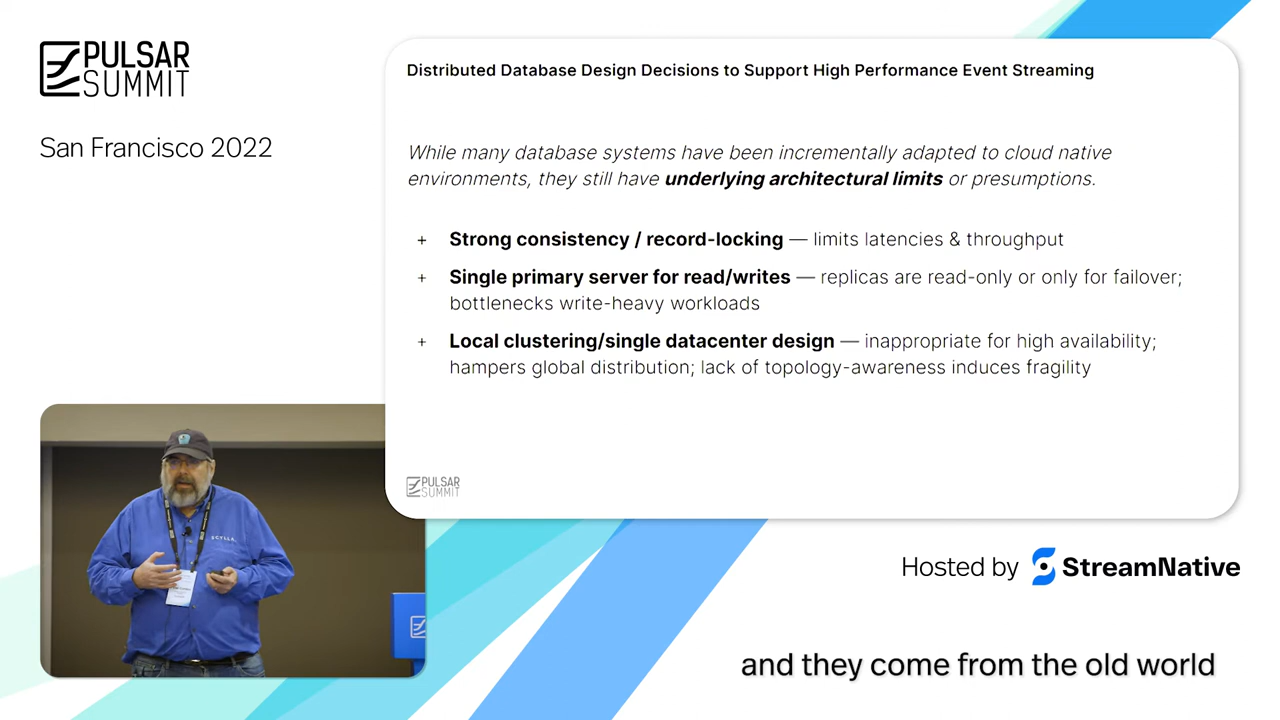 PULSAR
SUMMIT
San Francisco 2022
Distributed Database Design Decisions to Support High Performance Event Streaming
While many database systems have been incrementally adapted to cloud native
environments, they still have underlying architectural limits or presumptions.
+ Strong consistency / record-locking — limits latencies & throughput
+ Single primary server for read/writes — replicas are read-only or only for failover;
bottlenecks write-heavy workloads
+ Local clustering/single datacenter design — inappropriate for high availability;
hampers global distribution; lack of topology-awareness induces fragility
PULSAR
SUMMIT
SCYLLA
Hosted by StreamNative
and they come from the old world